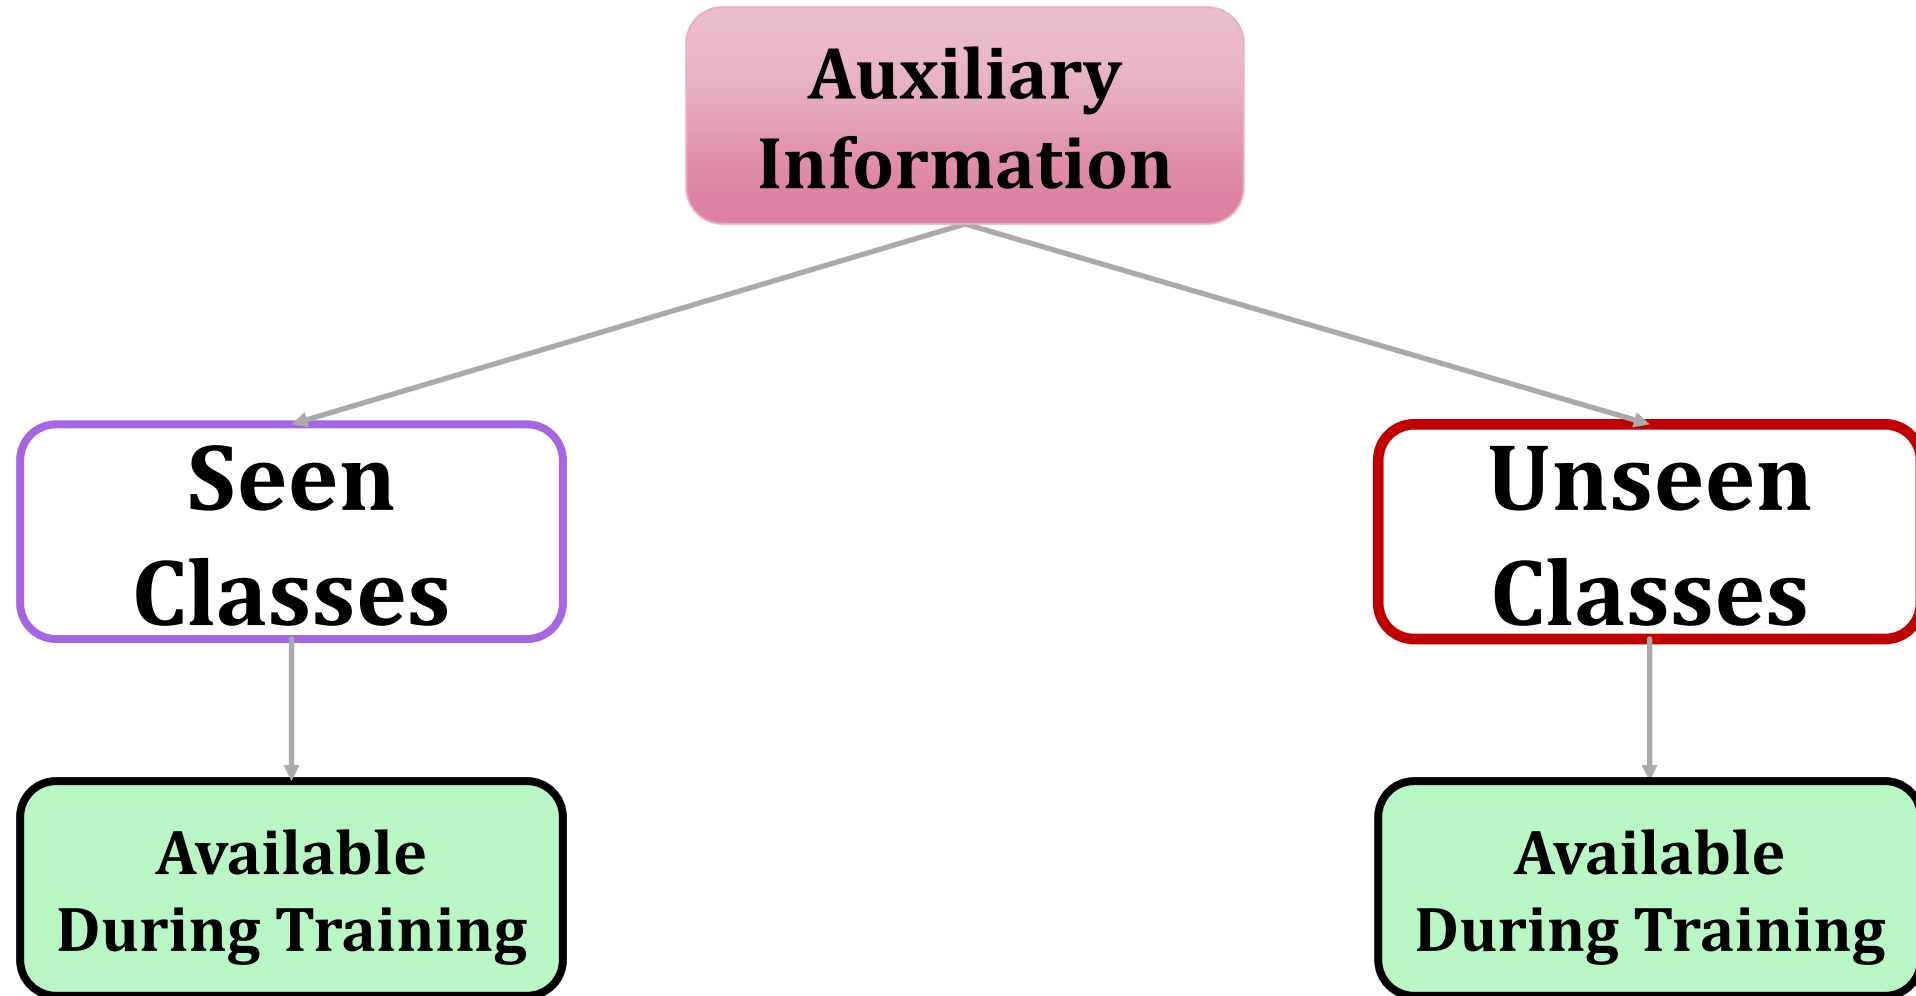 Auxiliary
Information
Seen
Classes
Unseen
Classes
Available
During Training
Available
During Training